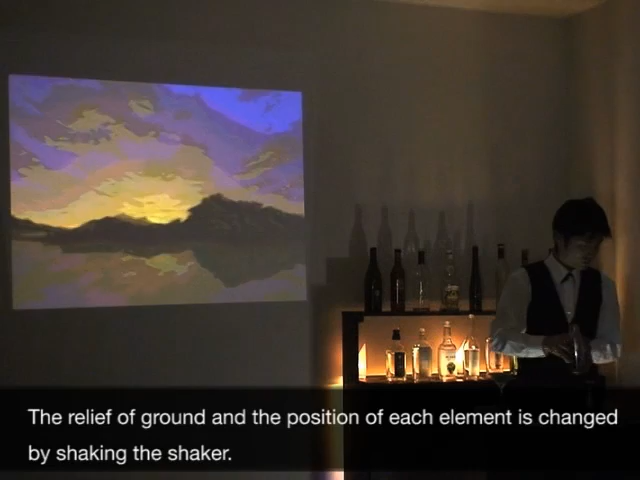 The relief of ground and the position of each element is changed
by shaking the shaker.